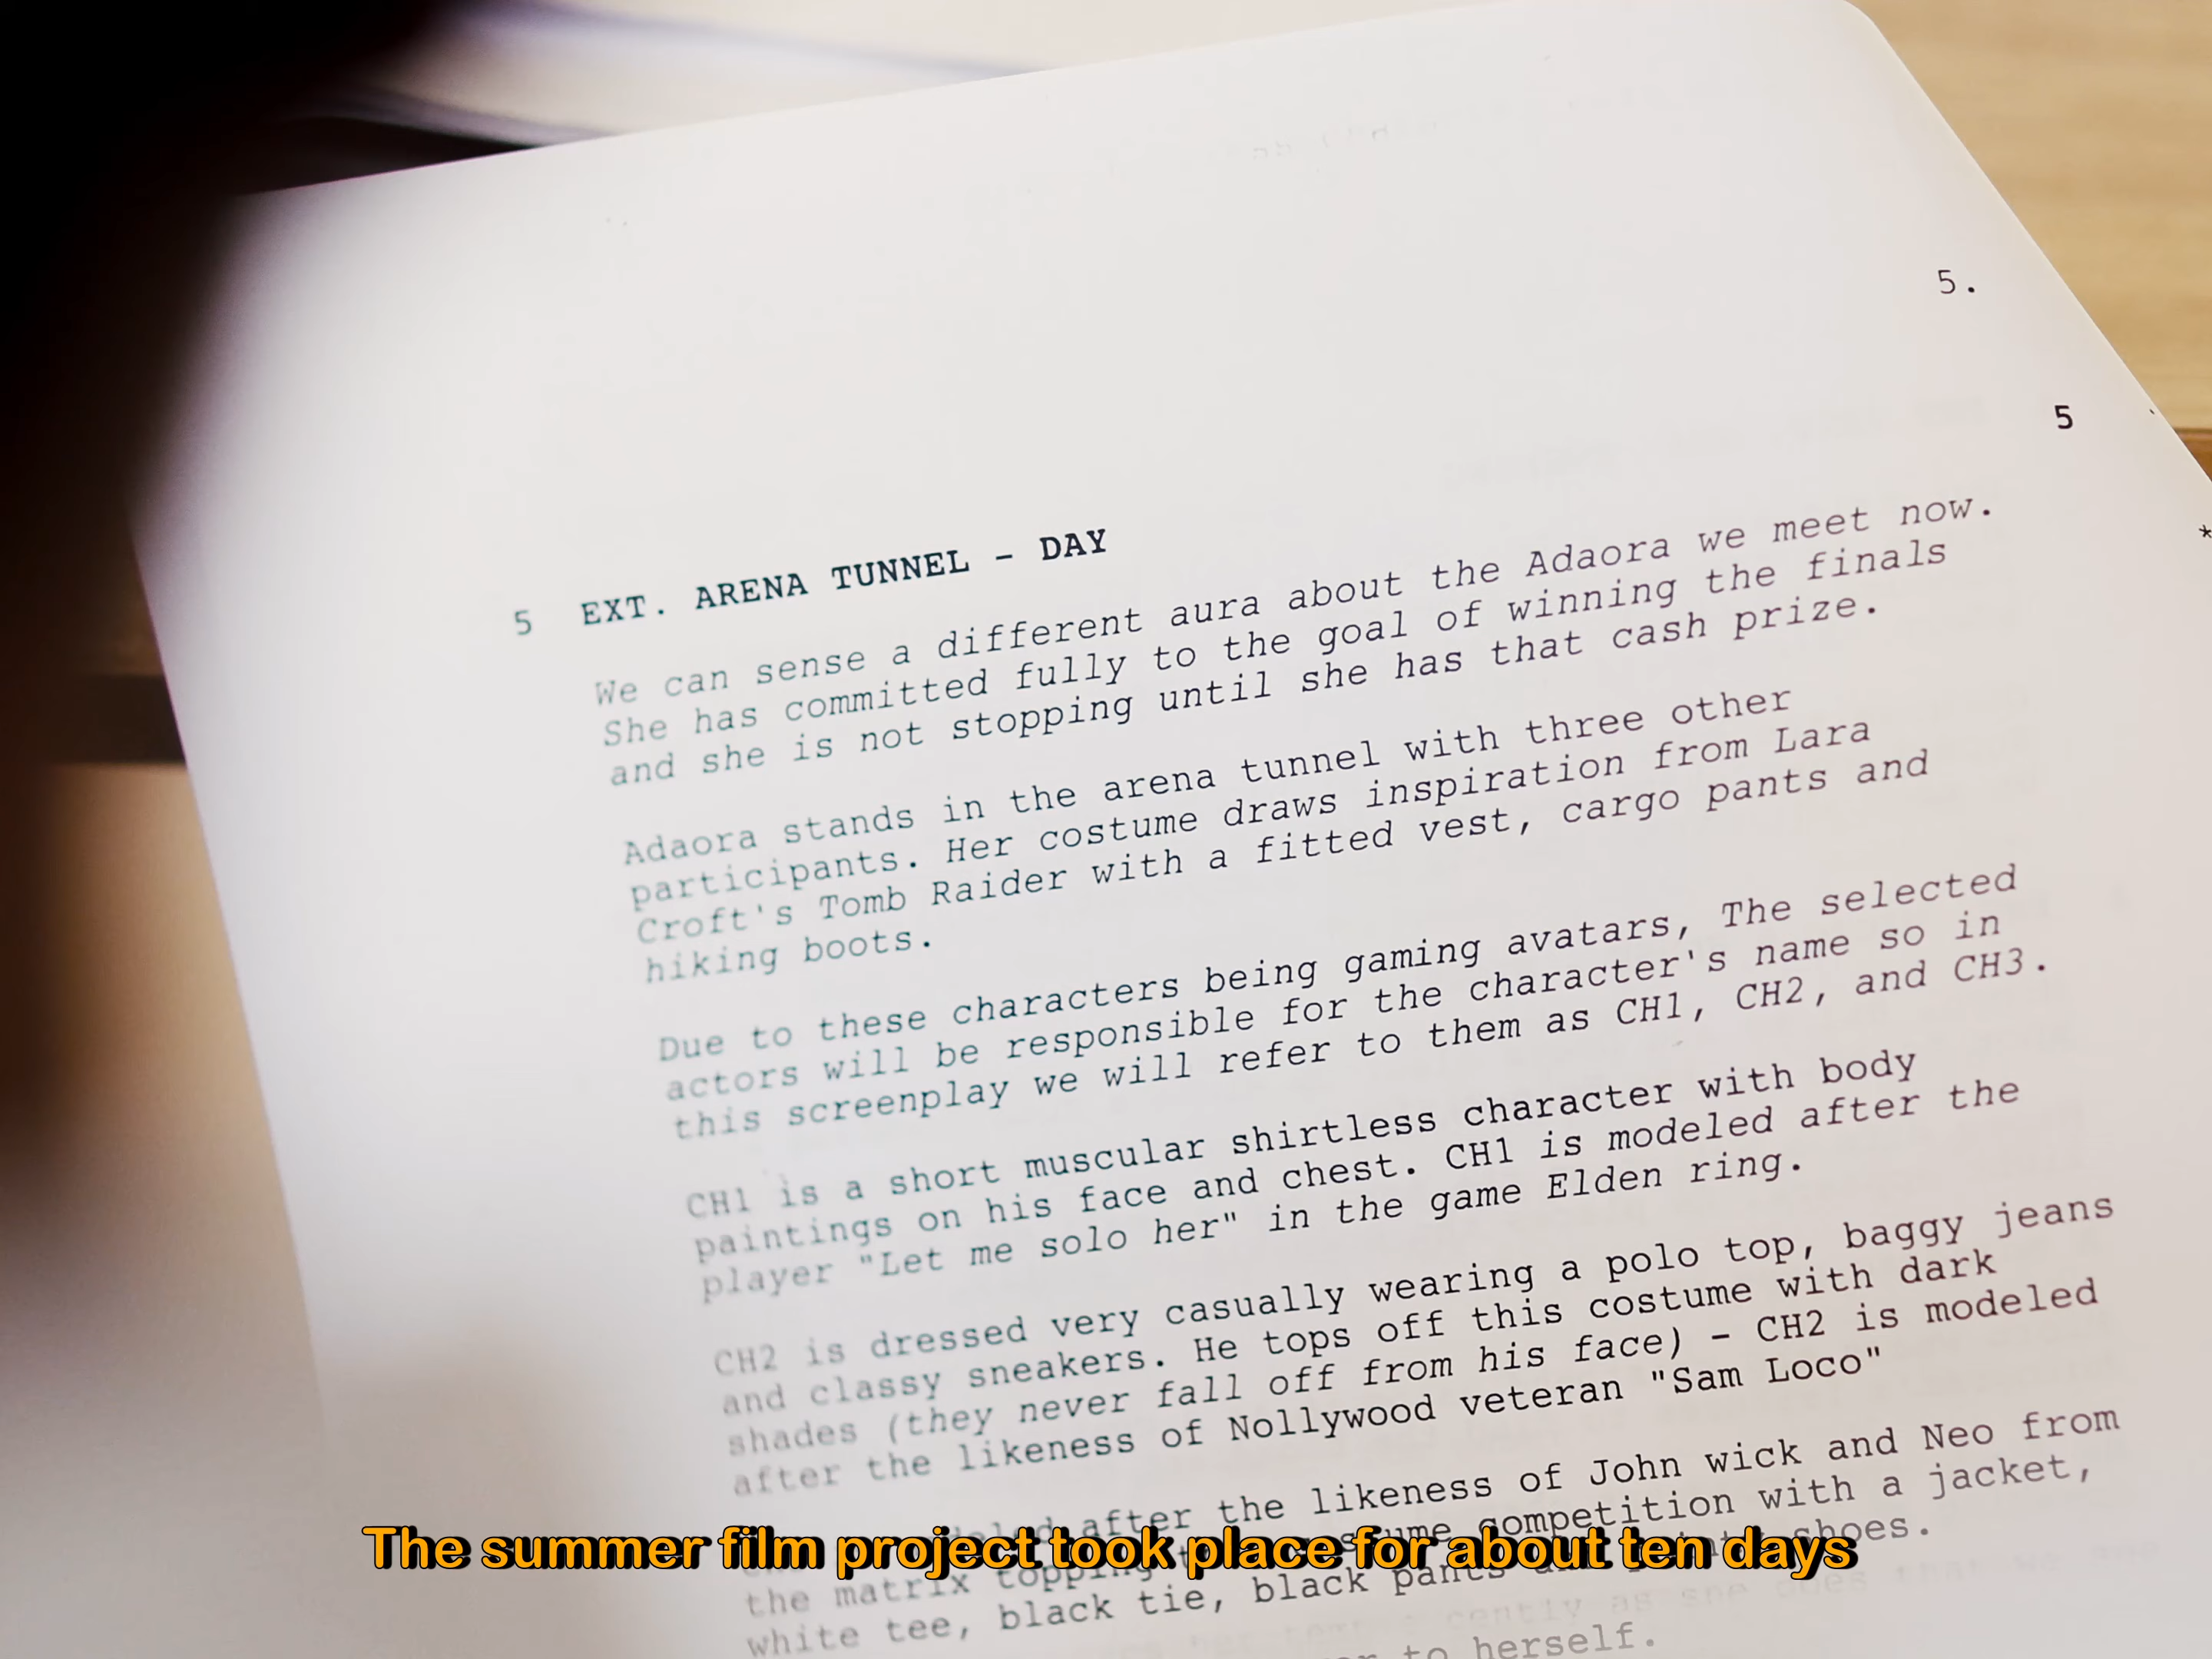 5.
5 EXT. ARENA TUNNEL - DAY 5
We can sense a different aura about the Adaora we meet now. *
She has committed fully to the goal of winning the finals
and she is not stopping until she has that cash prize.
Adaora stands in the arena tunnel with three other
participants. Her costume draws inspiration from Lara
Croft's Tomb Raider with a fitted vest, cargo pants and
hiking boots.
Due to these characters being gaming avatars, The selected
actors will be responsible for the character's name so in
this screenplay we will refer to them as CH1, CH2, and CH3.
CH1 is a short muscular shirtless character with body
paintings on his face and chest. CH1 is modeled after the
player "Let me solo her" in the game Elden ring.
CH2 is dressed very casually wearing a polo top, baggy jeans
and classy sneakers. He tops off this costume with dark
shades (they never fall off from his face) - CH2 is modeled
after the likeness of Nollywood veteran "Sam Loco"
after the likeness of John wick and Neo from
the matrix topping competition with a jacket,
white tee, black tie, black pants shoes.
to herself.
The summer film project took place for about ten days